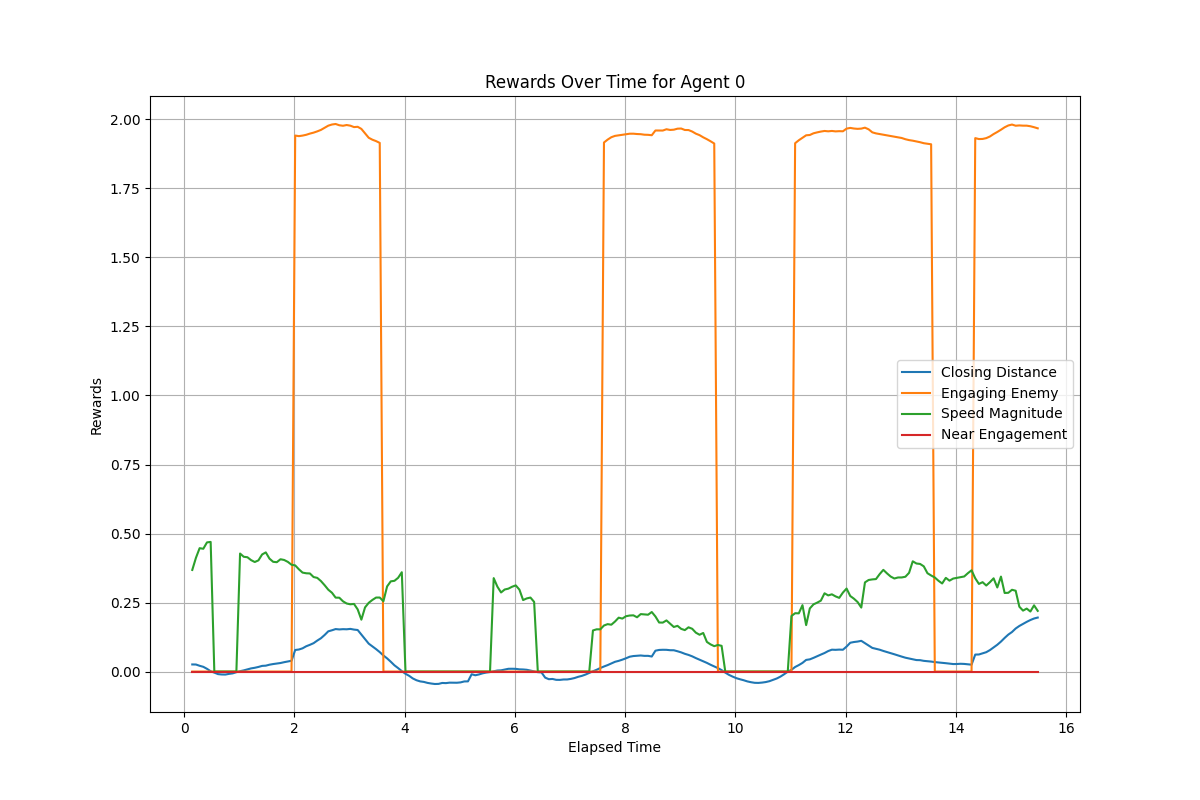 Rewards Over Time for Agent 0
Rewards
2.00
1.75
1.50
1.25
1.00
0.75
0.50
0.25
0.00
Closing Distance
Engaging Enemy
Speed Magnitude
Near Engagement
0 2 4 6 8 10 12 14 16
Elapsed Time